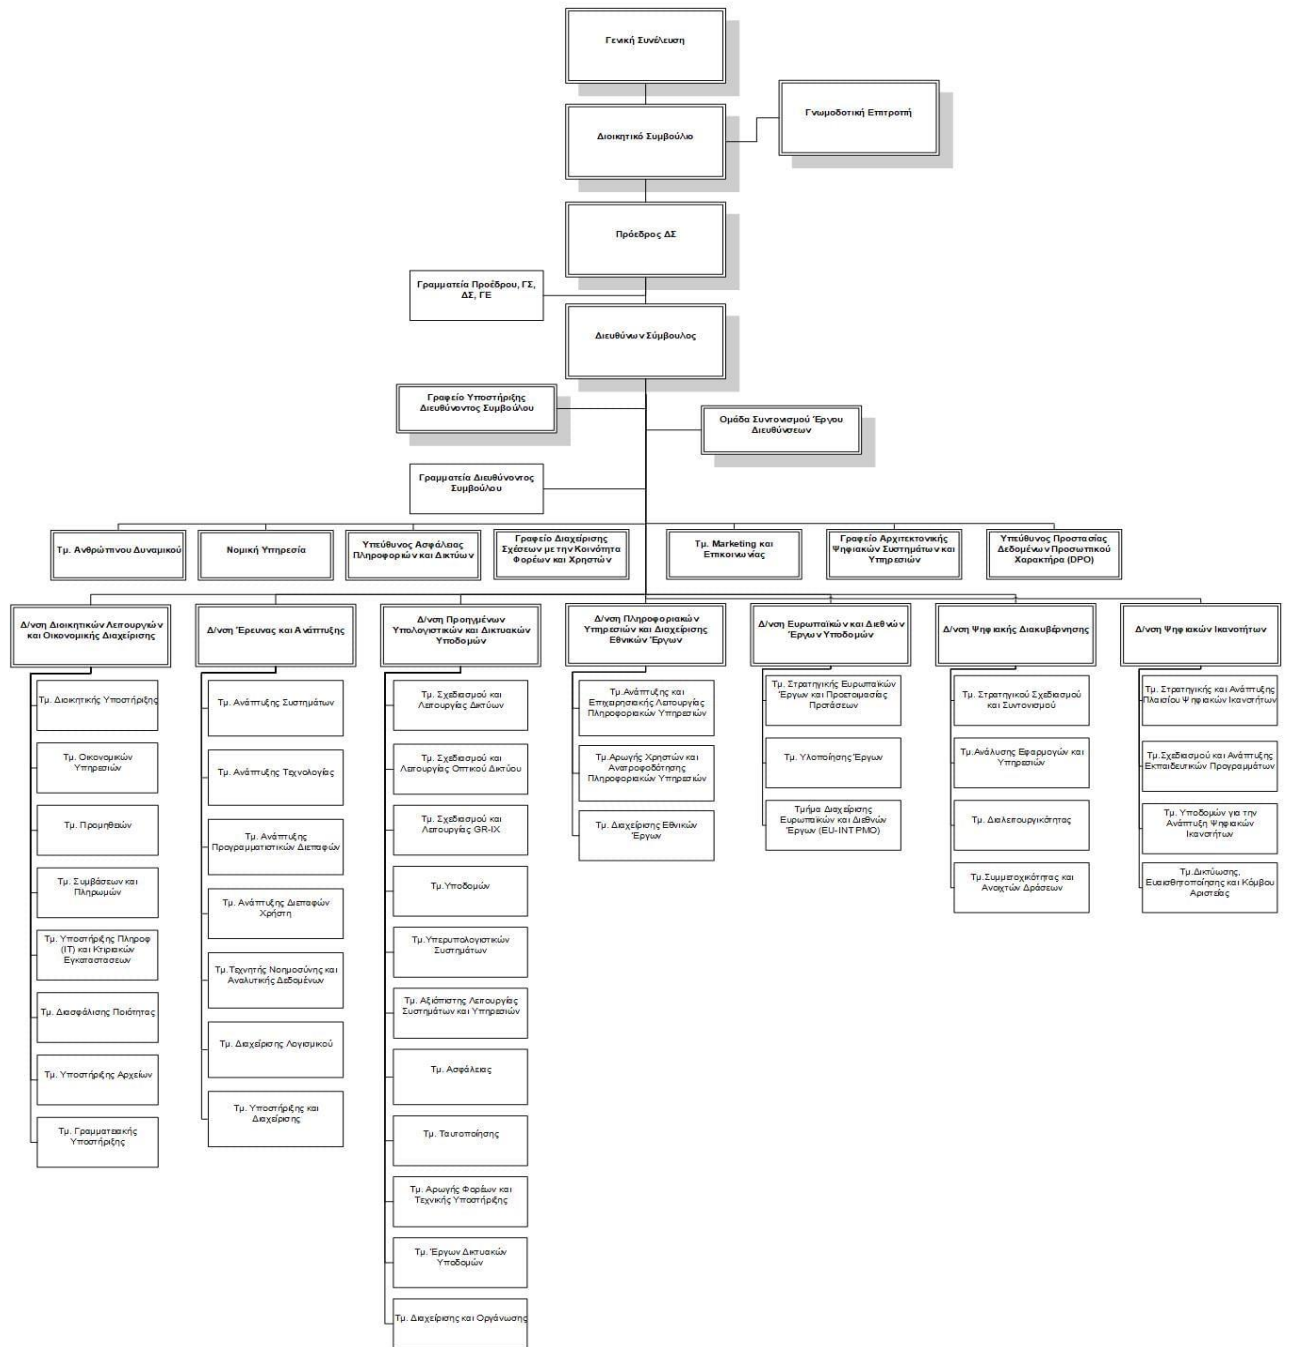 Γενική Συνέλευση
Γνωμοδοτική Επιτροπή
Διοικητικό Συμβούλιο
Πρόεδρος ΔΣ
Γραμματεία Προέδρου, ΓΣ,
ΔΣ, ΓΕ
Διευθύνων Σύμβουλος
Γραφείο Υποστήριξης
Διευθύνοντος Συμβούλου
Ομάδα Συντονισμού Έργου
Διευθύνσεων
Γραμματεία Διευθύνοντος
Συμβούλου
Τμ. Ανθρώπινου Δυναμικού
Νομική Υπηρεσία
Υπεύθυνος Ασφάλειας
Πληροφοριών και Δικτύων
Γραφείο Διαχείρισης
Σχέσεων με την Κοινότητα
Φορέων και Χρηστών
Τμ. Marketing και
Επικοινωνίας
Γραφείο Αρχιτεκτονικής
Ψηφιακών Συστημάτων και
Υπηρεσιών
Υπεύθυνος Προστασίας
Δεδομένων Προσωπικού
Χαρακτήρα (DPO)
Δ/νση Διοικητικών Λειτουργιών
και Οικονομικής Διαχείρισης
Τμ. Διοικητικής Υποστήριξης
Τμ. Οικονομικών
Υπηρεσιών
Τμ. Προμηθειών
Τμ. Συμβάσεων και
Πληρωμών
Τμ. Υποστήριξης Πληροφ
(IT) και Κτιριακών
Εγκαταστασεων
Τμ. Διασφάλισης Ποιότητας
Τμ. Υποστήριξης Αρχείων
Τμ. Γραμματειακής
Υποστήριξης
Δ/νση Έρευνας και Ανάπτυξης
Τμ. Ανάπτυξης Συστημάτων
Τμ. Ανάπτυξης Τεχνολογίας
Τμ. Ανάπτυξης
Προγραμματιστικών Διεπαφών
Τμ. Ανάπτυξης Διεπαφών
Χρήστη
Τμ.Τεχνητής Νοημοσύνης και
Αναλυτικής Δεδομένων
Τμ. Διαχείρισης Λογισμικού
Τμ. Υποστήριξης και
Διαχείρισης
Δ/νση Προηγμένων
Υπολογιστικών και Δικτυακών
Υποδομών
Τμ. Σχεδιασμού και
Λειτουργίας Δικτύων
Τμ. Σχεδιασμού και
Λειτουργίας Οπτικού Δικτύου
Τμ. Σχεδιασμού και
Λειτουργίας GR-IX
Τμ.Υποδομών
Τμ.Υπερυπολογιστικών
Συστημάτων
Τμ. Αξιόπιστης Λειτουργίας
Συστημάτων και Υπηρεσιών
Τμ. Ασφάλειας
Τμ. Ταυτοποίησης
Τμ. Αρωγής Φορέων και
Τεχνικής Υποστήριξης
Τμ. Έργων Δικτυακών
Υποδομών
Τμ. Διαχείρισης και Οργάνωσης
Δ/νση Πληροφοριακών
Υπηρεσιών και Διαχείρισης
Εθνικών Έργων
Τμ.Ανάπτυξης και
Επιχειρησιακής Λειτουργίας
Πληροφοριακών Υπηρεσιών
Τμ.Αρωγής Χρηστών και
Ανατροφοδότησης
Πληροφοριακών Υπηρεσιών
Τμ. Διαχείρισης Εθνικών
Έργων
Δ/νση Ευρωπαϊκών και Διεθνών
Έργων Υποδομών
Τμ. Στρατηγικής Ευρωπαϊκών
Έργων και Προετοιμασίας
Προτάσεων
Τμ. Υλοποίησης Έργων
Τμήμα Διαχείρισης
Ευρωπαϊκών και Διεθνών
Έργων (EU-INT PMO)
Δ/νση Ψηφιακής Διακυβέρνησης
Τμ. Στρατηγικού Σχεδιασμού
και Συντονισμού
Τμ.Ανάλυσης Εφαρμογών και
Υπηρεσιών
Τμ. Διαλειτουργικότητας
Τμ.Συμμετοχικότητας και
Ανοιχτών Δράσεων
Δ/νση Ψηφιακών Ικανοτήτων
Τμ. Στρατηγικής και Ανάπτυξης
Πλαισίου Ψηφιακών Ικανοτήτων
Τμ.Σχεδιασμού και Ανάπτυξης
Εκπαιδευτικών Προγραμμάτων
Τμ. Υποδομών για την
Ανάπτυξη Ψηφιακών
Ικανοτήτων
Τμ.Δικτύωσης,
Ευαισθητοποίησης και Κόμβου
Αριστείας